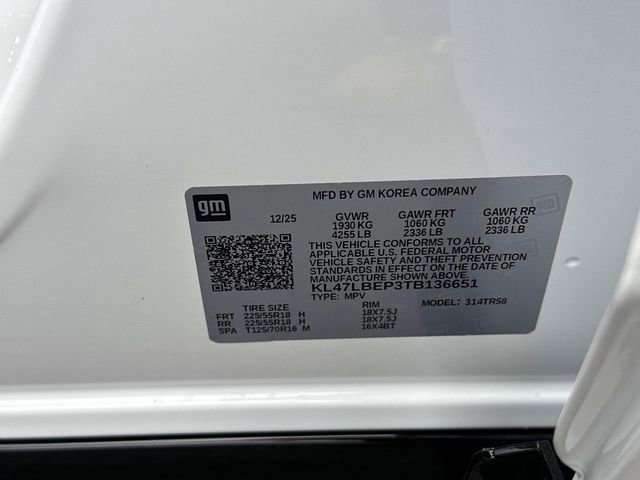 gm
MFD BY GM KOREA COMPANY
12/25 GVWR GAWR FRT GAWR RR
1930 KG 1060 KG 1060 KG
4255 LB 2336 LB 2336 LB
THIS VEHICLE CONFORMS TO ALL
APPLICABLE U.S. FEDERAL MOTOR
VEHICLE SAFETY AND THEFT PREVENTION
STANDARDS IN EFFECT ON THE DATE OF
MANUFACTURE SHOWN ABOVE.
KL47LBEP3TB136651
TYPE: MPV MODEL: 314TR58
TIRE SIZE RIM
FRT 225/55R18 H 18X7.5J
RR 225/55R18 H 18X7.5J
SPA T125/70R16 M 16X4BT